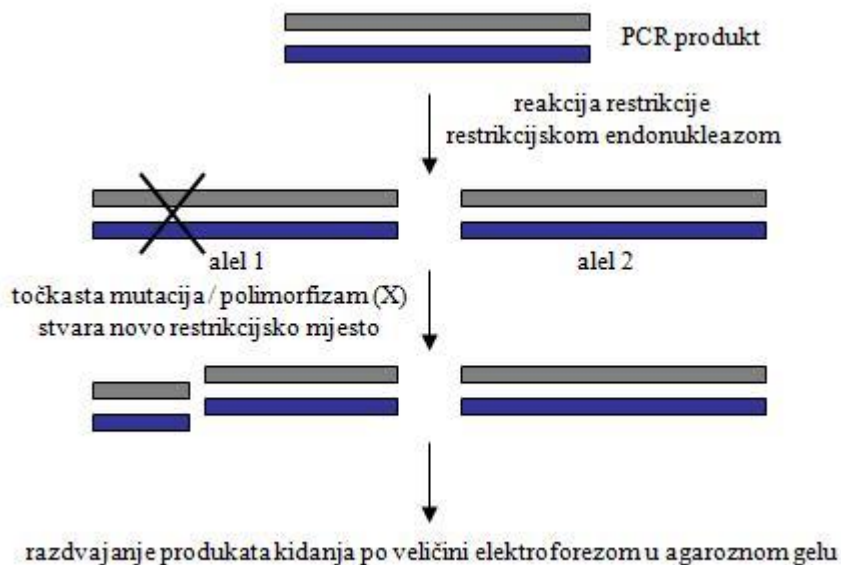 PCR produkt
reakcija restrikcije
restrikcijskom endonukleazom
alel 1
alel 2
točkasta mutacija / polimorfizam (X)
stvara novo restrikcijsko mjesto
razdvajanje produkata kidanja po veličini elektroforezom u agaroznom gelu